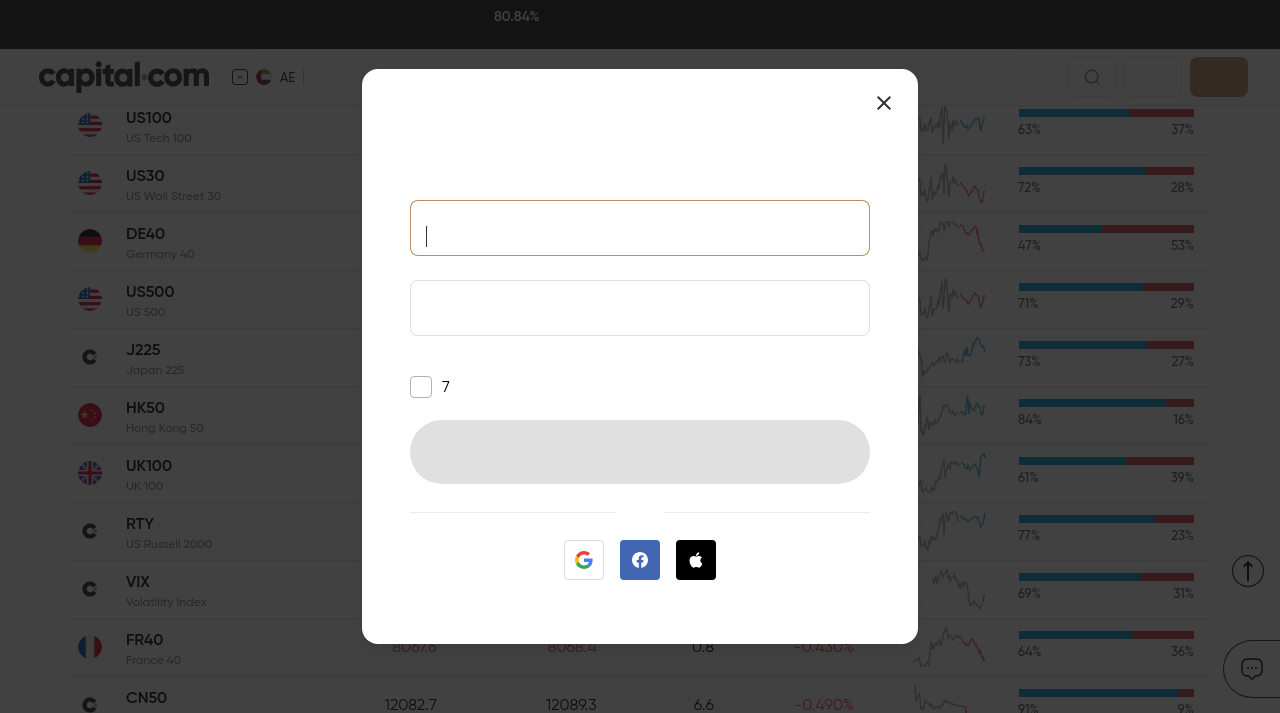 80.84%
capital.com
AE
US100
US Tech 100
63% 37%
US30
US Wall Street 30
72% 28%
DE40
Germany 40
47% 53%
US500
US 500
71% 29%
J225
Japan 225
73% 27%
HK50
Hong Kong 50
84% 16%
UK100
UK 100
61% 39%
RTY
US Russell 2000
77% 23%
VIX
Volatility Index
69% 31%
FR40
France 40
8067.6 8068.4 0.8 -0.430%
64% 36%
CN50
12082.7 12089.3 6.6 -0.490%
91% 9%
7